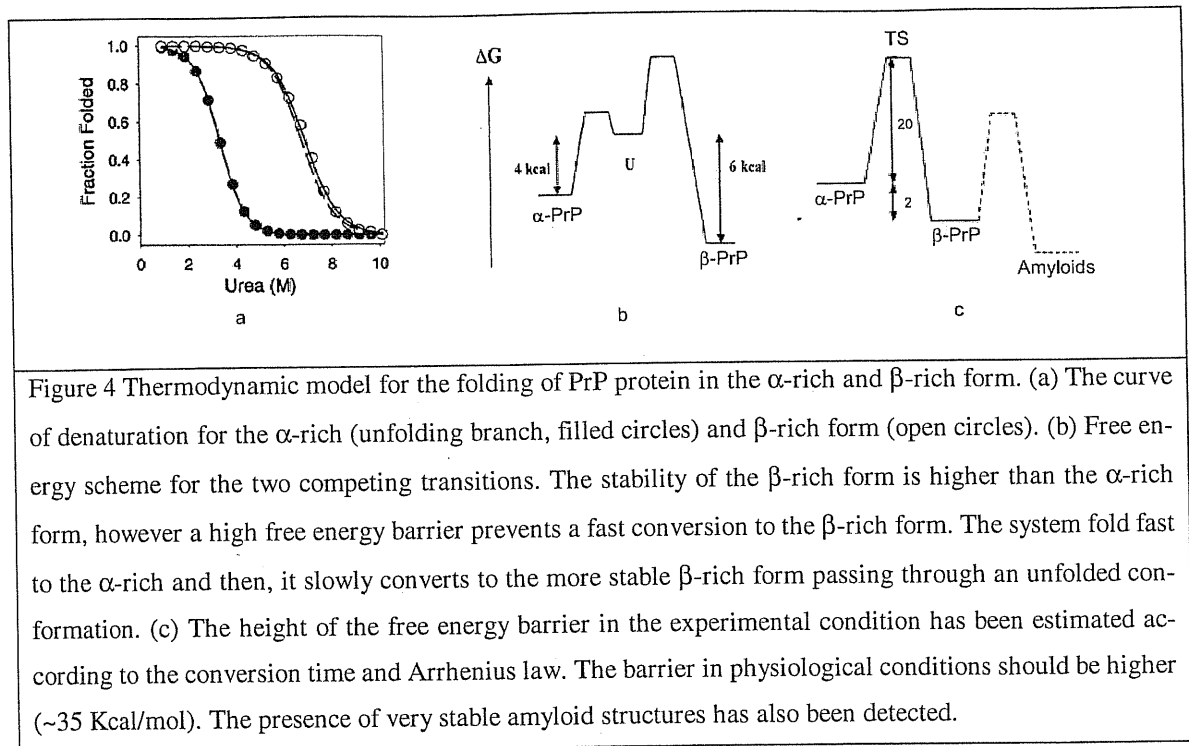 1.0
0.8
0.6
0.4
0.2
0.0
Fraction Folded
0 2 4 6 8 10
Urea (M)
a
ΔG
4 kcal
α-PrP
U
6 kcal
β-PrP
b
TS
20
α-PrP
2
β-PrP
Amyloids
c
Figure 4 Thermodynamic model for the folding of PrP protein in the α-rich and β-rich form. (a) The curve
of denaturation for the α-rich (unfolding branch, filled circles) and β-rich form (open circles). (b) Free en-
ergy scheme for the two competing transitions. The stability of the β-rich form is higher than the α-rich
form, however a high free energy barrier prevents a fast conversion to the β-rich form. The system fold fast
to the α-rich and then, it slowly converts to the more stable β-rich form passing through an unfolded con-
formation. (c) The height of the free energy barrier in the experimental condition has been estimated ac-
cording to the conversion time and Arrhenius law. The barrier in physiological conditions should be higher
(~35 Kcal/mol). The presence of very stable amyloid structures has also been detected.